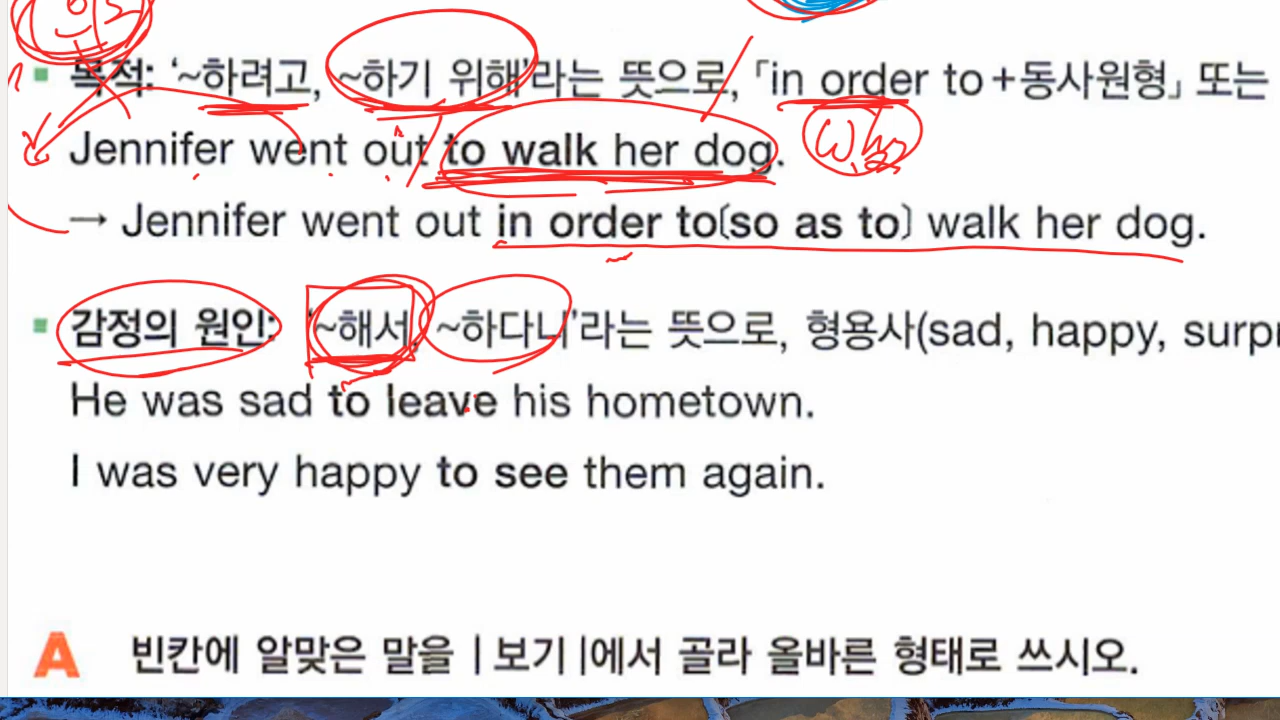 목적: ‘~하려고, ~하기 위해’라는 뜻으로, 「in order to+동사원형」 또는
Jennifer went out to walk her dog. Why
→ Jennifer went out in order to(so as to) walk her dog.
감정의 원인: ‘~해서, ~하다니’라는 뜻으로, 형용사(sad, happy, surpi
He was sad to leave his hometown.
I was very happy to see them again.
A 빈칸에 알맞은 말을 |보기|에서 골라 올바른 형태로 쓰시오.